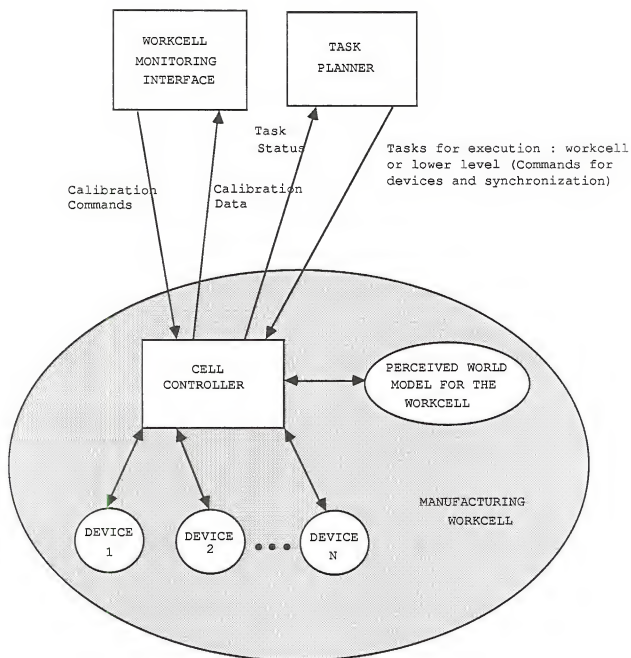 WORKCELL
MONITORING
INTERFACE
TASK
PLANNER
Task
Status
Tasks for execution : workcell
or lower level (Commands for
devices and synchronization)
Calibration
Commands
Calibration
Data
CELL
CONTROLLER
PERCEIVED WORLD
MODEL FOR THE
WORKCELL
MANUFACTURING
WORKCELL
DEVICE
1
DEVICE
2
DEVICE
N